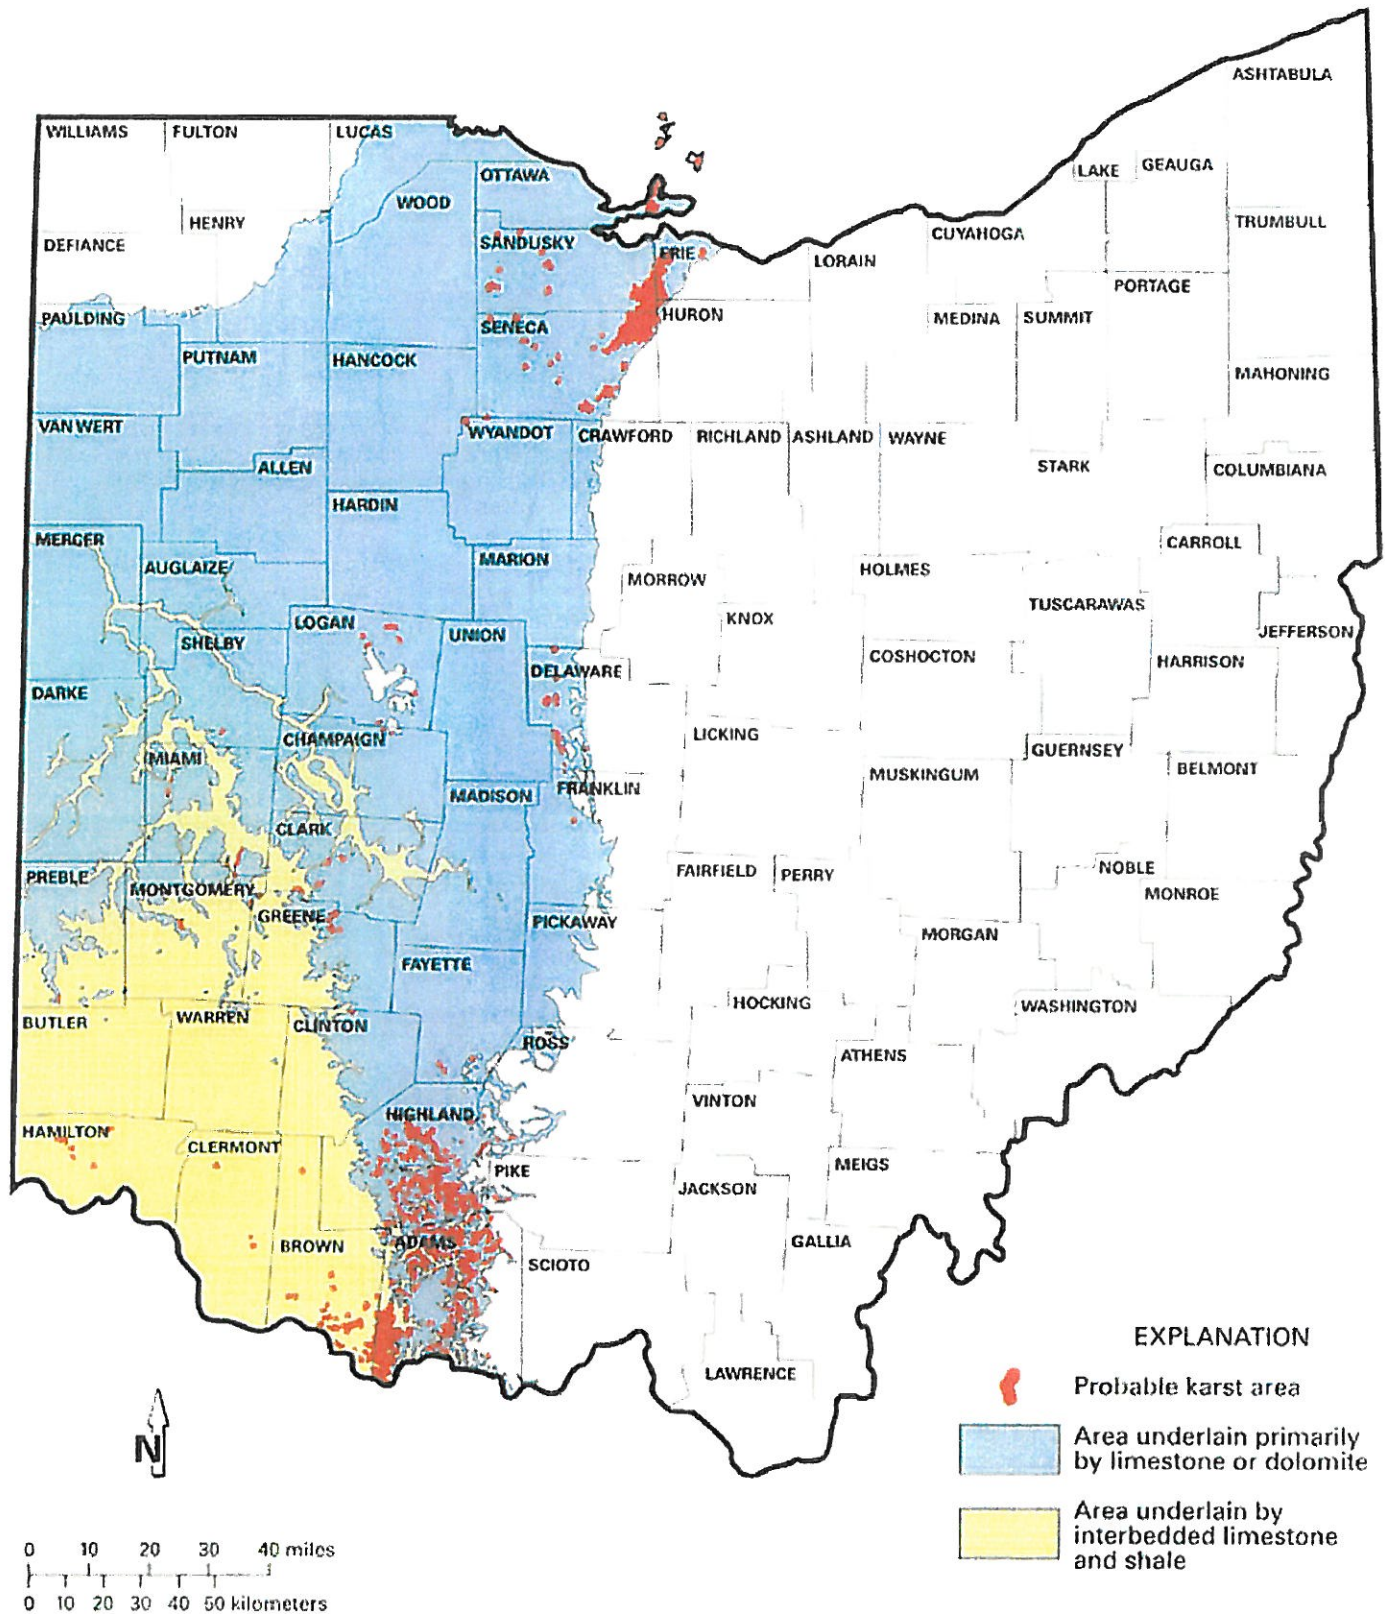 ASHTABULA
WILLIAMS
FULTON
LUCAS
LAKE
GEAUGA
OTTAWA
WOOD
HENRY
TRUMBULL
DEFIANCE
SANDUSKY
ERIE
CUYAHOGA
LORAIN
PORTAGE
PAULDING
SENECA
HURON
MEDINA
SUMMIT
PUTNAM
HANCOCK
MAHONING
VAN WERT
WYANDOT
CRAWFORD
RICHLAND
ASHLAND
WAYNE
ALLEN
STARK
COLUMBIANA
HARDIN
MERCER
AUGLAIZE
MARION
CARROLL
MORROW
HOLMES
TUSCARAWAS
LOGAN
UNION
KNOX
SHELBY
JEFFERSON
DELAWARE
COSHOCTON
HARRISON
DARKE
CHAMPAIGN
LICKING
GUERNSEY
MIAMI
MUSKINGUM
BELMONT
MADISON
FRANKLIN
CLARK
PREBLE
MONTGOMERY
FAIRFIELD
PERRY
NOBLE
MONROE
GREENE
PICKAWAY
MORGAN
FAYETTE
HOCKING
WASHINGTON
BUTLER
WARREN
CLINTON
ROSS
ATHENS
VINTON
HIGHLAND
HAMILTON
CLERMONT
PIKE
MEIGS
JACKSON
BROWN
ADAMS
GALLIA
SCIOTO
LAWRENCE
EXPLANATION
Probable karst area
Area underlain primarily
by limestone or dolomite
Area underlain by
interbedded limestone
and shale
N
0 10 20 30 40 miles
0 10 20 30 40 50 kilometers